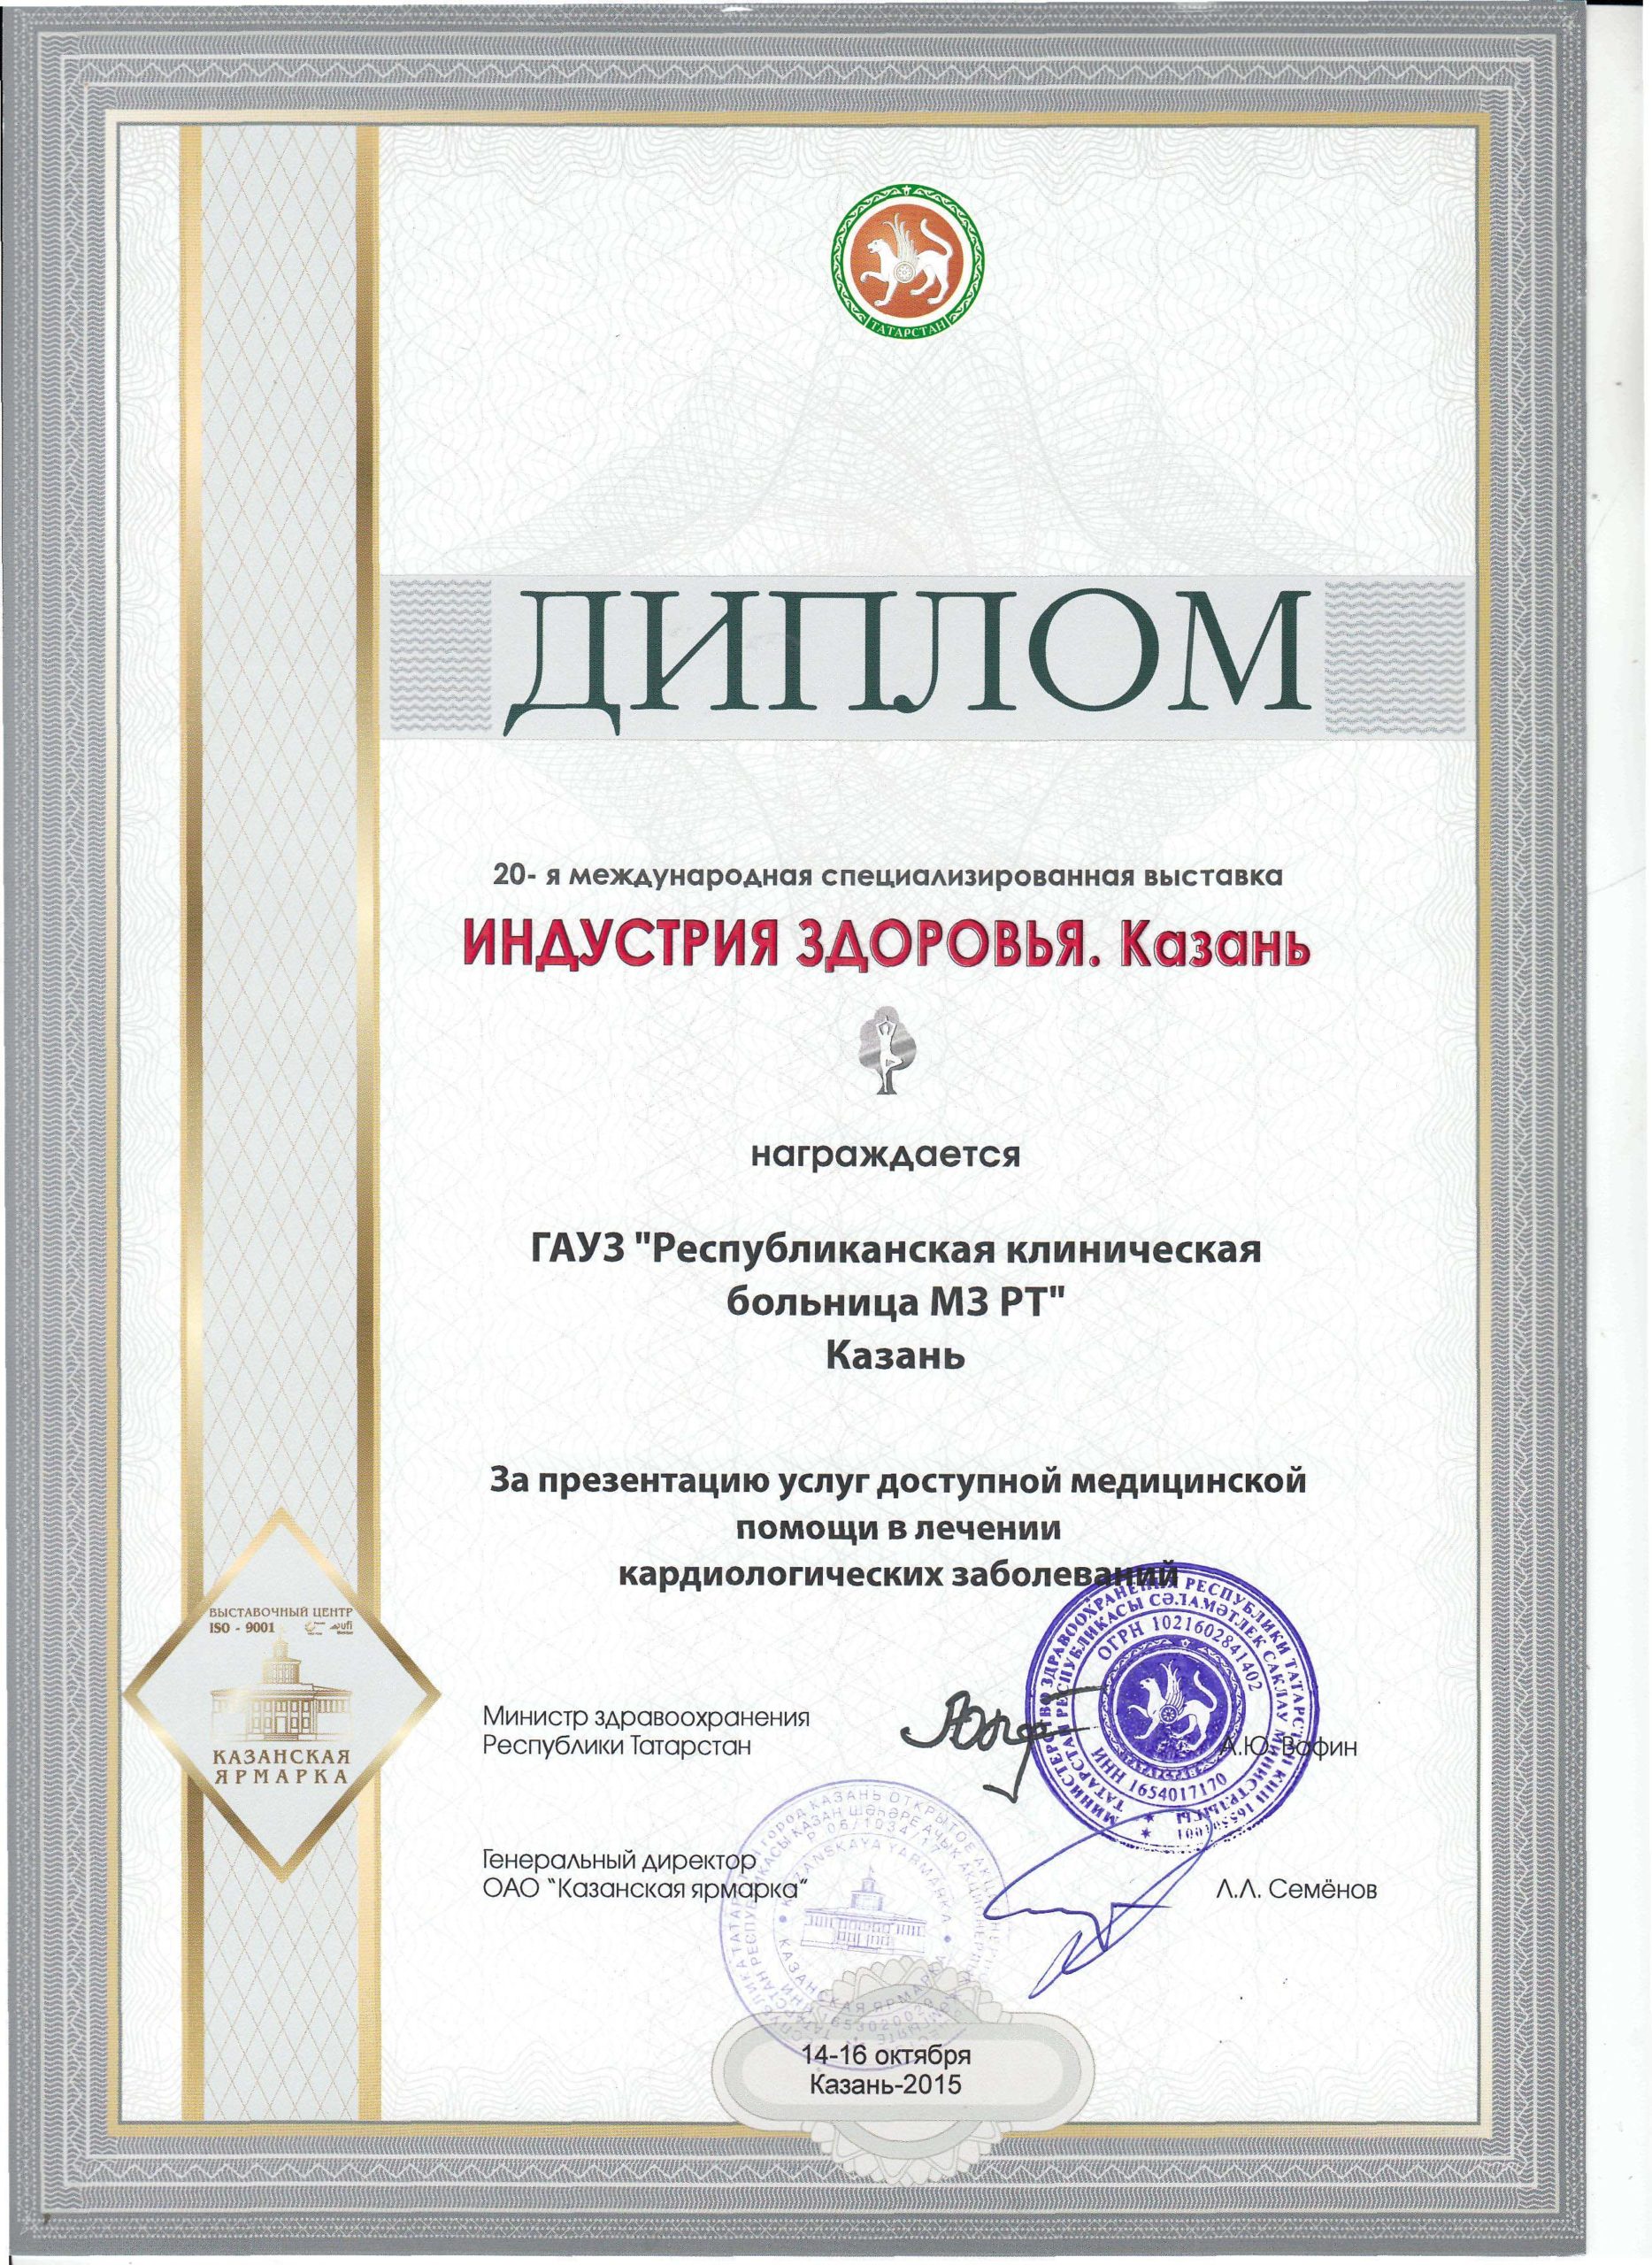 ТАТАРСТАН
ДИПЛОМ
20- я международная специализированная выставка
ИНДУСТРИЯ ЗДОРОВЬЯ. Казань
награждается
ГАУЗ "Республиканская клиническая
больница МЗ РТ"
Казань
За презентацию услуг доступной медицинской
помощи в лечении
кардиологических заболеваний
ВЫСТАВОЧНЫЙ ЦЕНТР
ISO - 9001
ufi
КАЗАНСКАЯ
ЯРМАРКА
Министр здравоохранения
Республики Татарстан
А.Ю. Вафин
МИНИСТЕРСТВО ЗДРАВООХРАНЕНИЯ РЕСПУБЛИКИ ТАТАРСТАН
ТАТАРСТАН РЕСПУБЛИКАСЫ СӘЛАМӘТЛЕК САКЛАУ МИНИСТРЛЫГЫ
ОГРН 1021602841402
ИНН 1654017170
Генеральный директор
ОАО "Казанская ярмарка"
Л.Л. Семёнов
KAZANSKAYA YARMARKA
КАЗАНСКАЯ ЯРМАРКА
14-16 октября
Казань-2015